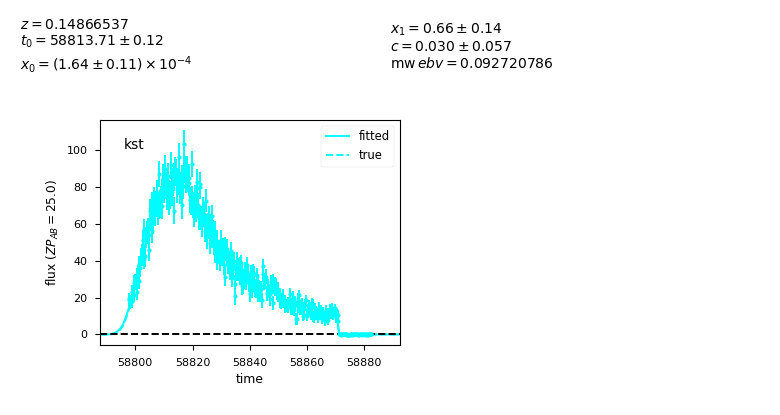 z = 0.14866537
t₀ = 58813.71 ± 0.12
x₀ = (1.64 ± 0.11) × 10⁻⁴
x₁ = 0.66 ± 0.14
c = 0.030 ± 0.057
mw ebv = 0.092720786
kst
fitted
true
100
80
60
40
20
0
flux (ZP_AB = 25.0)
58800 58820 58840 58860 58880
time